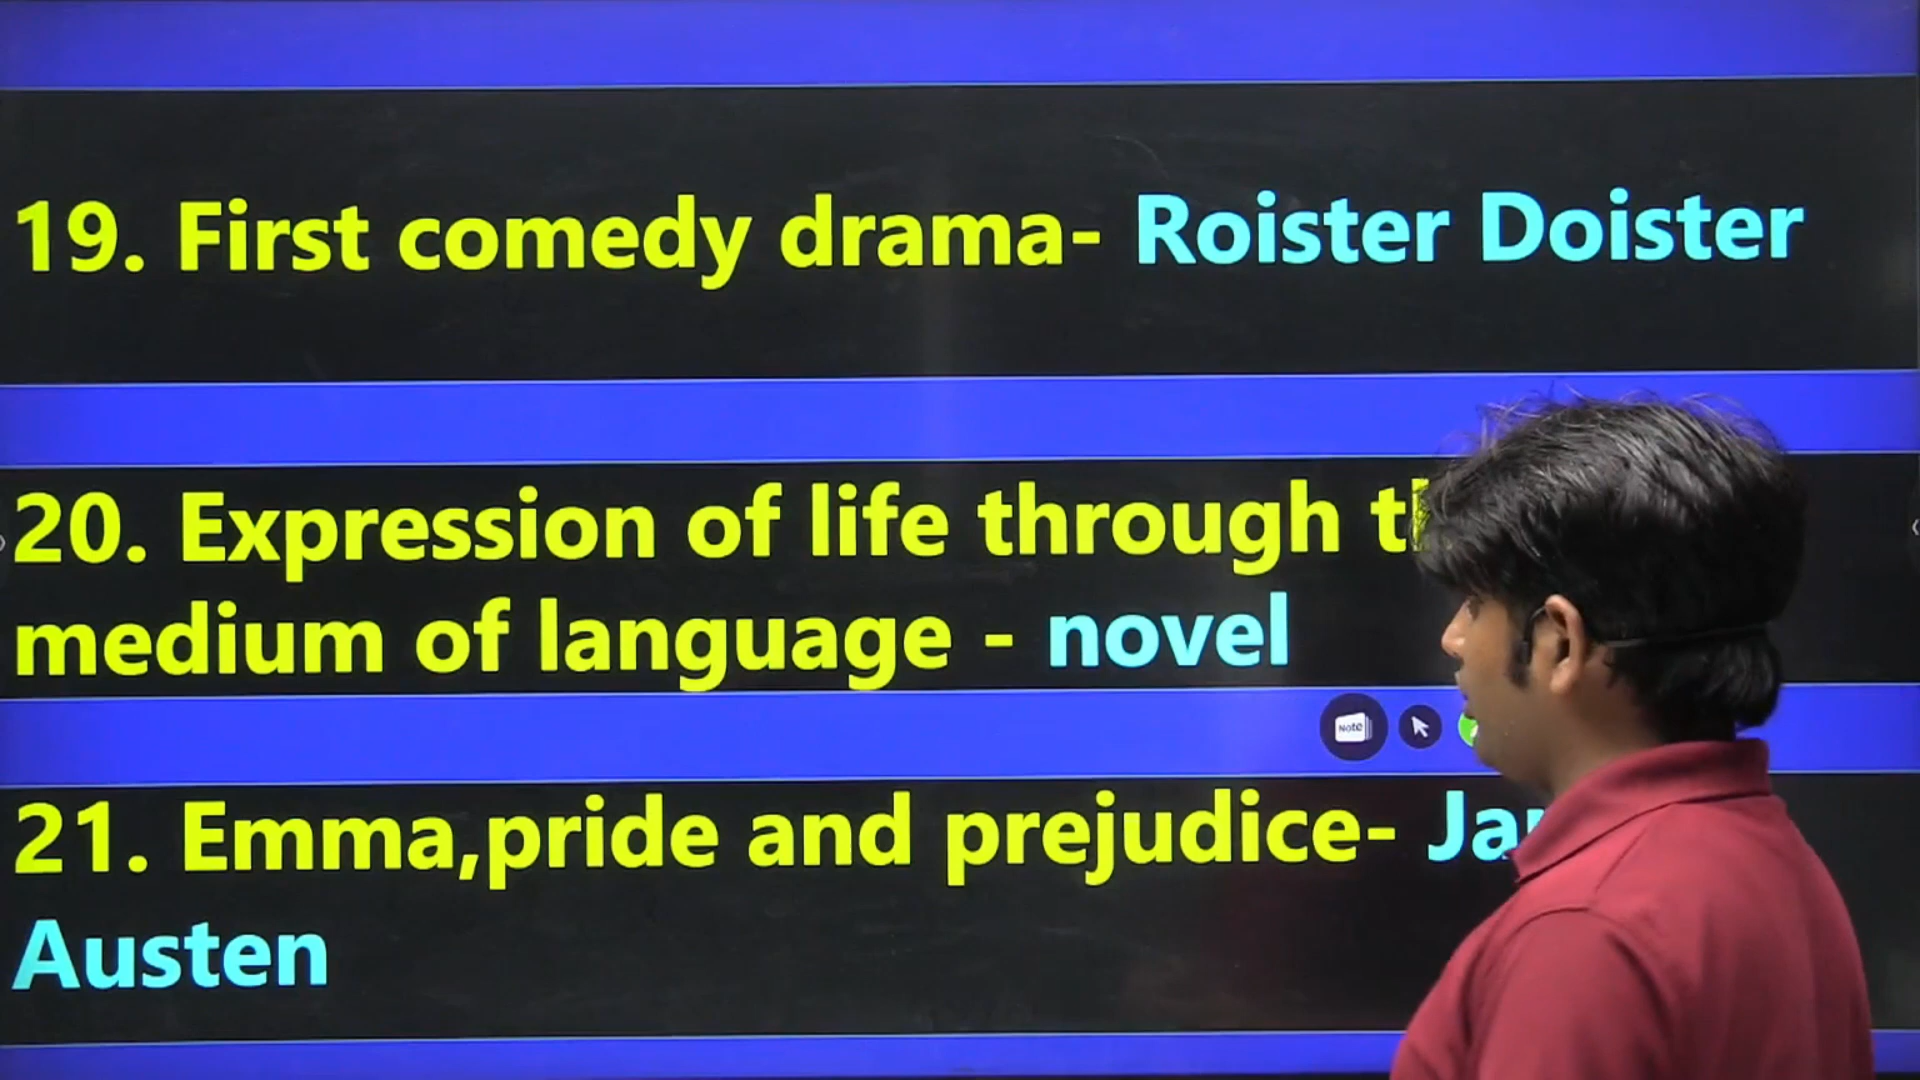 19. First comedy drama- Roister Doister
20. Expression of life through
medium of language - novel
Note
21. Emma,pride and prejudice-
Austen